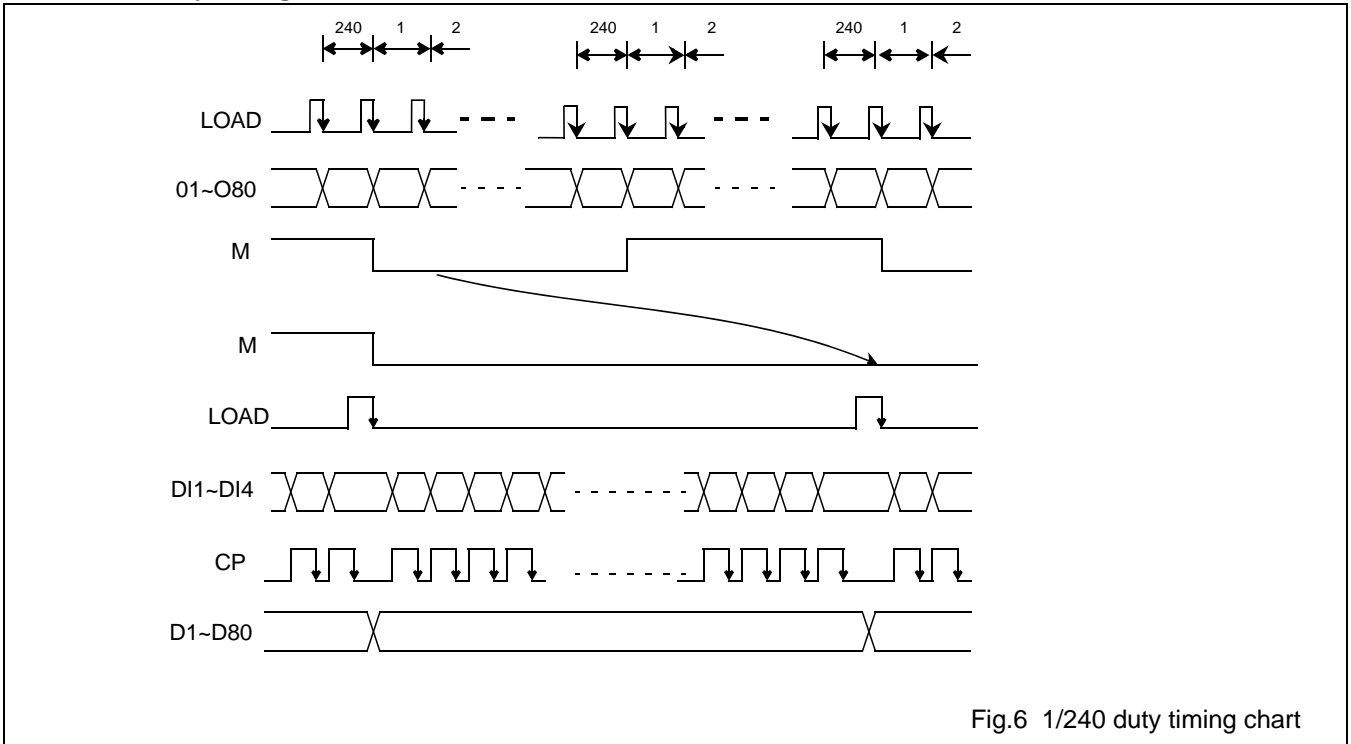 240 1 2 240 1 2 240 1 2
LOAD
01~O80
M
M
LOAD
DI1~DI4
CP
D1~D80
Fig.6 1/240 duty timing chart